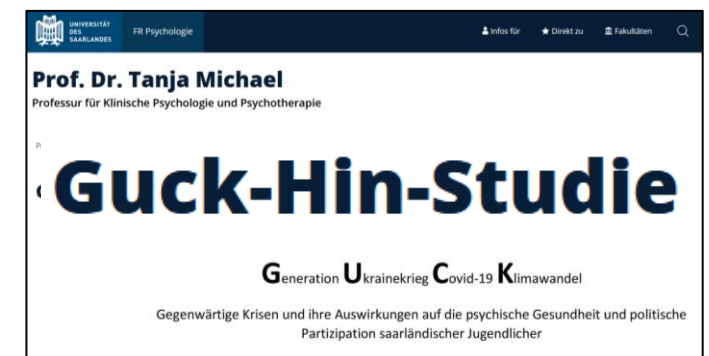 UNIVERSITÄT
DES
SAARLANDES
FR Psychologie
Infos für
Direkt zu
Fakultäten
Prof. Dr. Tanja Michael
Professur für Klinische Psychologie und Psychotherapie
Guck-Hin-Studie
Generation Ukrainekrieg Covid-19 Klimawandel
Gegenwärtige Krisen und ihre Auswirkungen auf die psychische Gesundheit und politische
Partizipation saarländischer Jugendlicher